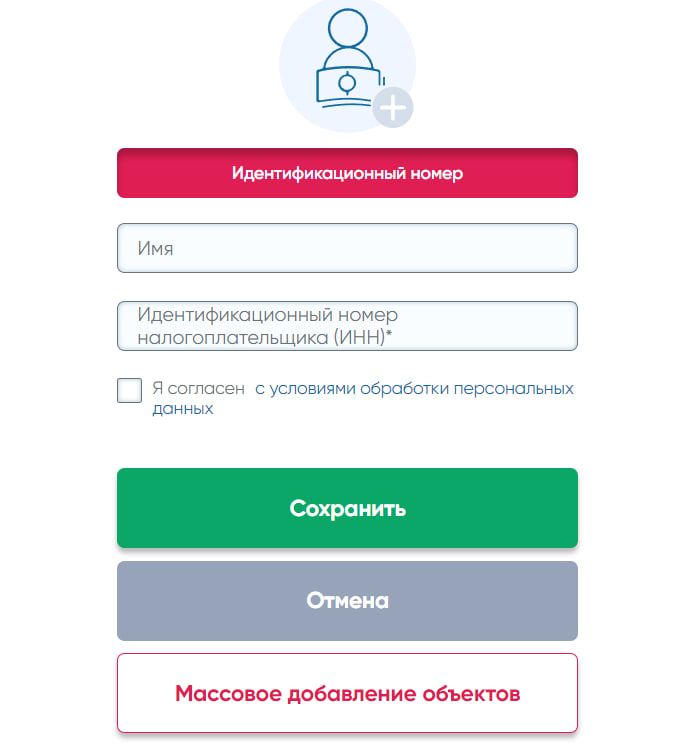 Идентификационный номер
Имя
Идентификационный номер
налогоплательщика (ИНН)*
Я согласен с условиями обработки персональных
данных
Сохранить
Отмена
Массовое добавление объектов